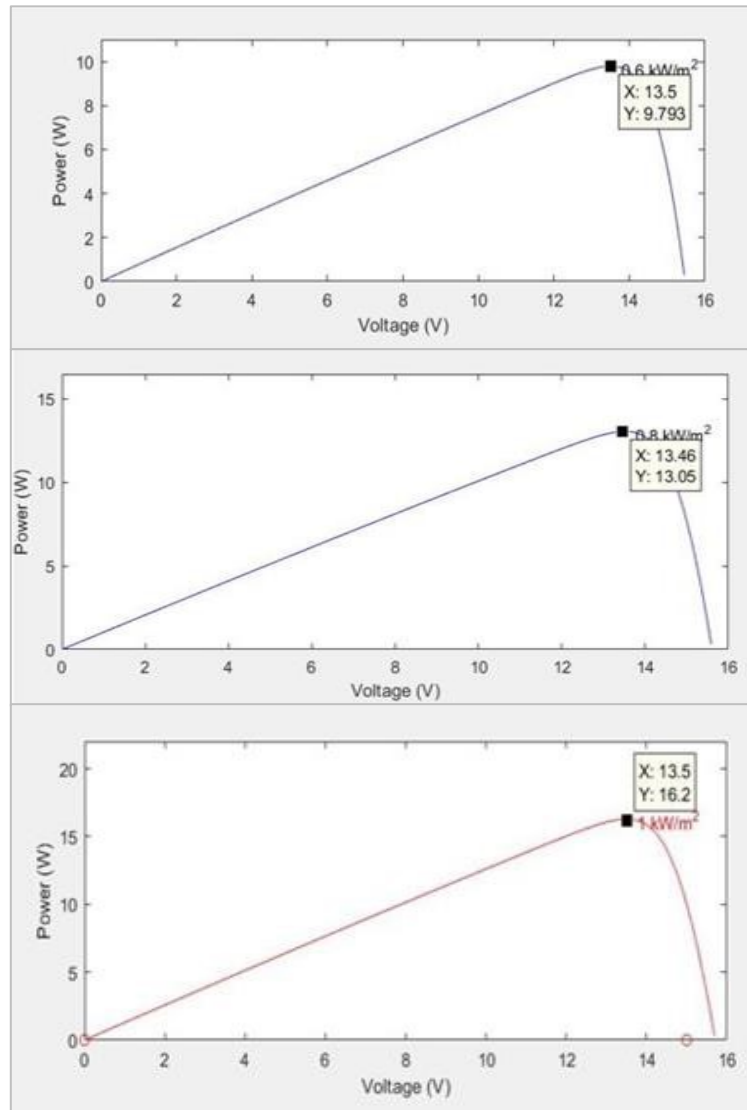 10
8
6
4
2
0
Power (W)
0.6 kW/m²
X: 13.5
Y: 9.793
0 2 4 6 8 10 12 14 16
Voltage (V)
15
10
5
0
Power (W)
0.8 kW/m²
X: 13.46
Y: 13.05
0 2 4 6 8 10 12 14 16
Voltage (V)
20
15
10
5
0
Power (W)
X: 13.5
Y: 16.2
1 kW/m²
0 2 4 6 8 10 12 14 16
Voltage (V)